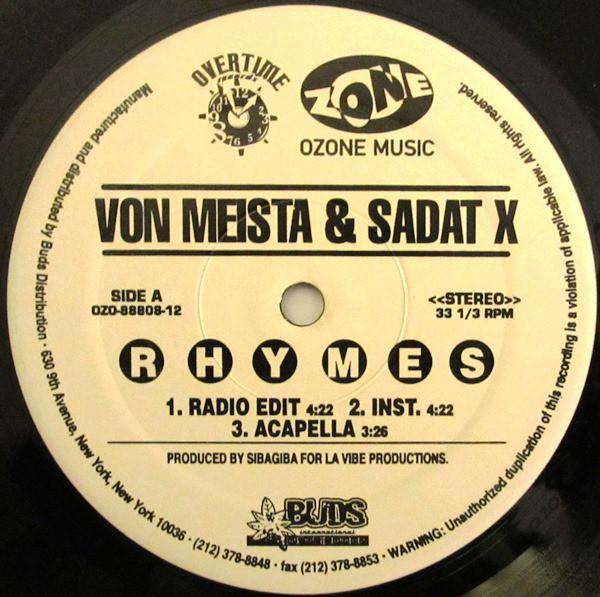 OVERTIME
records
ZONE
OZONE MUSIC
VON MEISTA & SADAT X
SIDE A
OZO-88808-12
<<STEREO>>
33 1/3 RPM
RHYMES
1. RADIO EDIT 4:22 2. INST. 4:22
3. ACAPELLA 3:26
PRODUCED BY SIBAGIBA FOR LA VIBE PRODUCTIONS.
BUDS
international
Manufactured and distributed by Buds Distribution · 630 9th Avenue, New York, New York 10036 · (212) 378-8848 · fax (212) 378-8853 · WARNING: Unauthorized duplication of this recording is a violation of applicable law. All rights reserved.